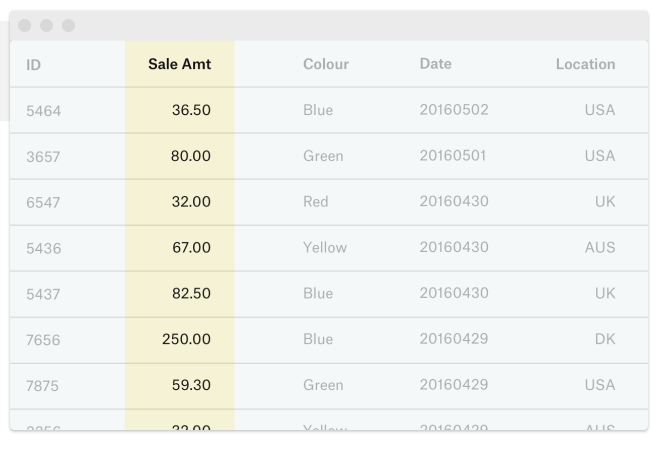 ID Sale Amt Colour Date Location
5464 36.50 Blue 20160502 USA
3657 80.00 Green 20160501 USA
6547 32.00 Red 20160430 UK
5436 67.00 Yellow 20160430 AUS
5437 82.50 Blue 20160430 UK
7656 250.00 Blue 20160429 DK
7875 59.30 Green 20160429 USA
32.00 Yellow 20160429 AUS